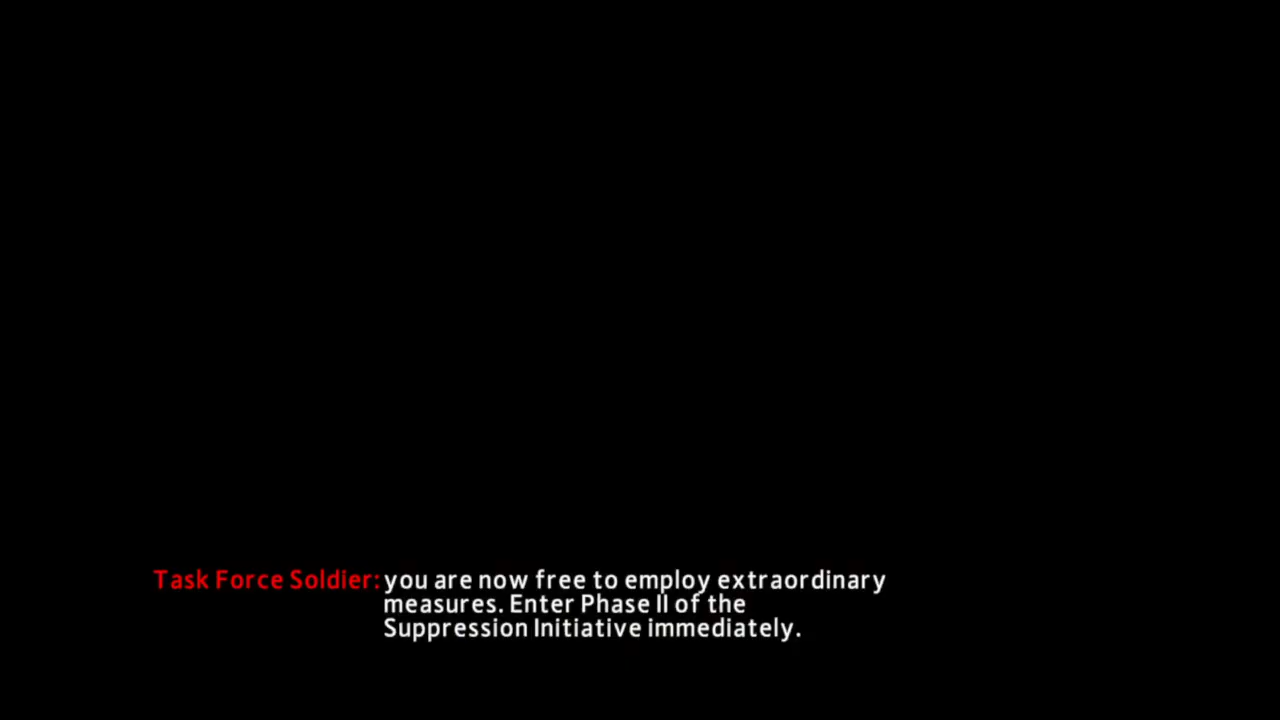 Task Force Soldier: you are now free to employ extraordinary
measures. Enter Phase II of the
Suppression Initiative immediately.